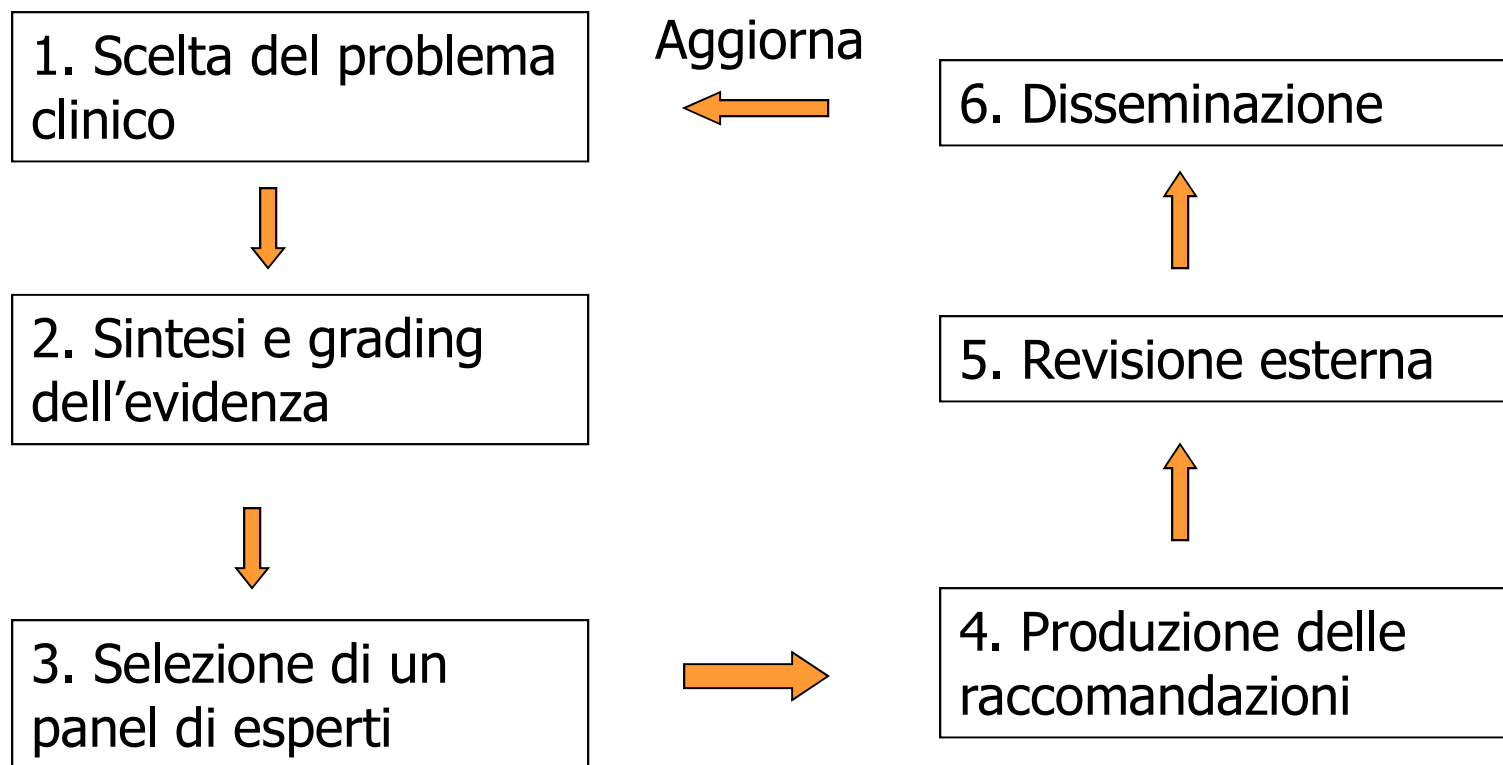 1. Scelta del problema
clinico
Aggiorna
6. Disseminazione
2. Sintesi e grading
dell’evidenza
5. Revisione esterna
3. Selezione di un
panel di esperti
4. Produzione delle
raccomandazioni